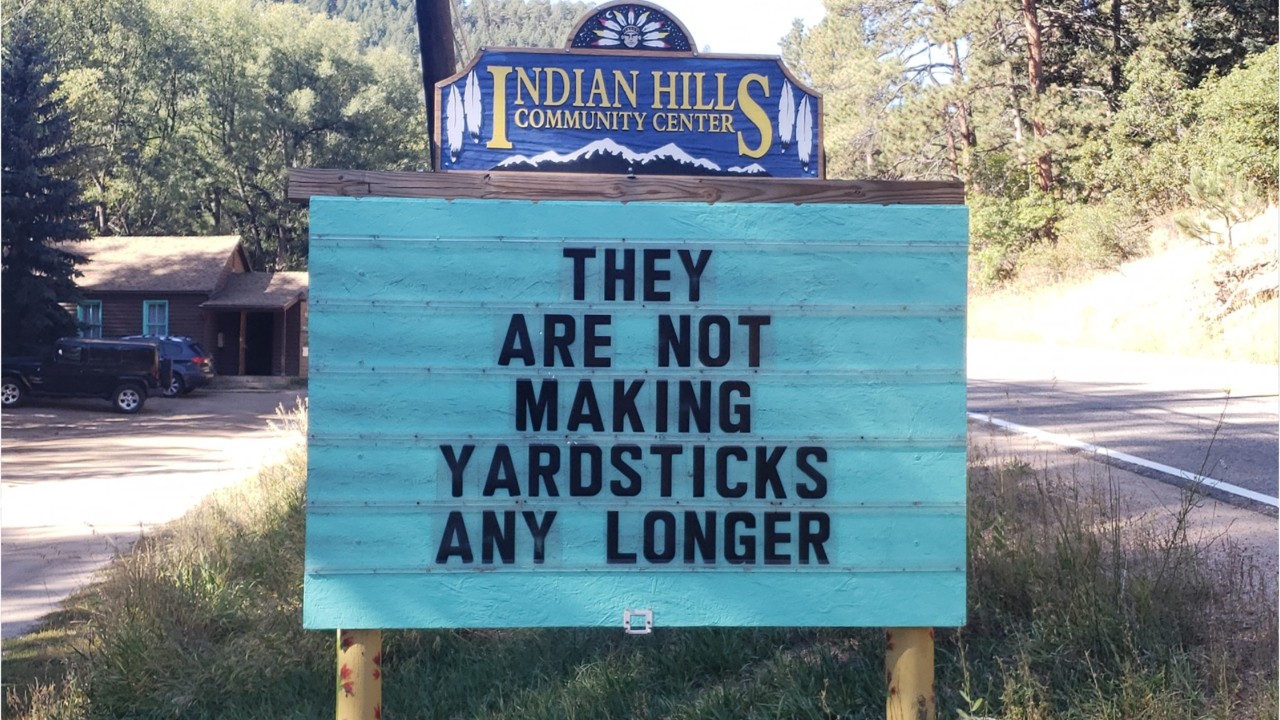 INDIAN HILLS
COMMUNITY CENTER
THEY
ARE NOT
MAKING
YARDSTICKS
ANY LONGER